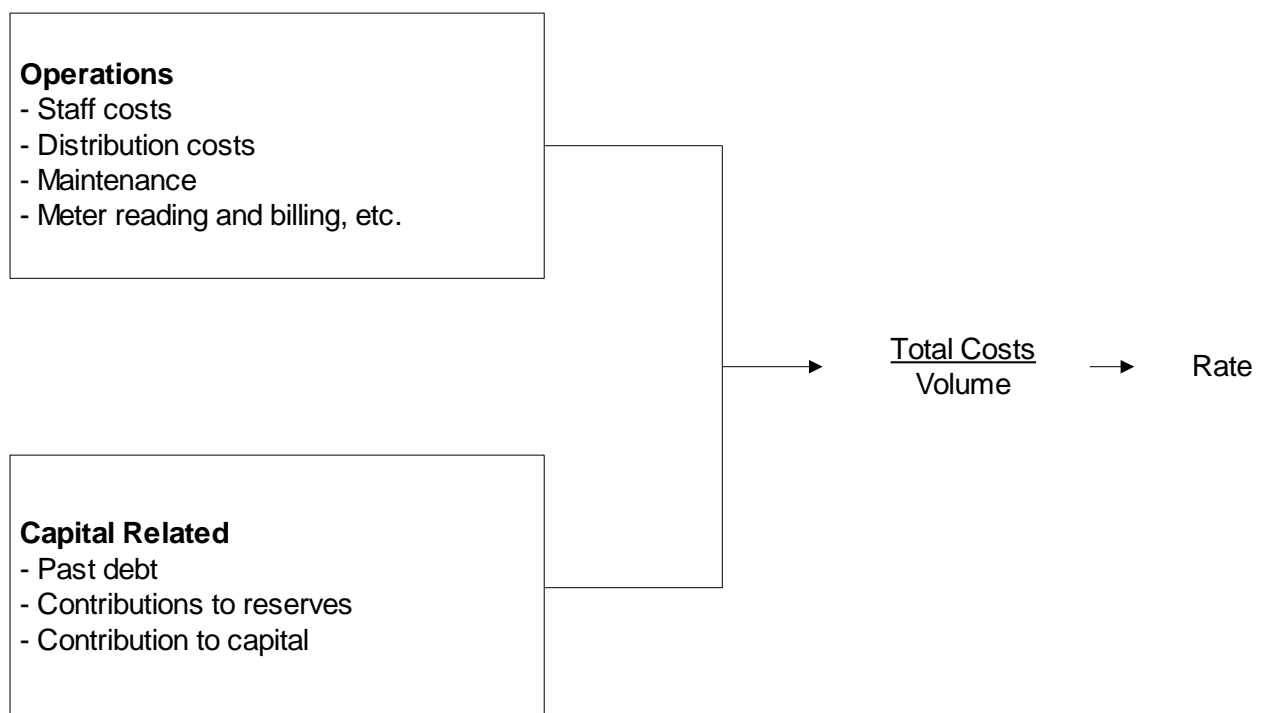 Operations
- Staff costs
- Distribution costs
- Maintenance
- Meter reading and billing, etc.
Total Costs
Volume
Rate
Capital Related
- Past debt
- Contributions to reserves
- Contribution to capital